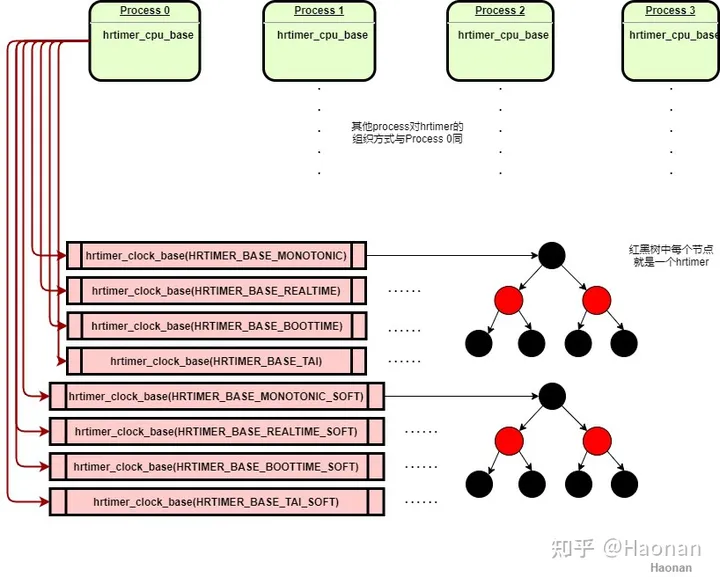 Process 0
Process 1
Process 2
Process 3
hrtimer_cpu_base
hrtimer_cpu_base
hrtimer_cpu_base
hrtimer_cpu_base
其他process对hrtimer的
组织方式与Process 0同
hrtimer_clock_base(HRTIMER_BASE_MONOTONIC)
红黑树中每个节点
就是一个hrtimer
hrtimer_clock_base(HRTIMER_BASE_REALTIME)
hrtimer_clock_base(HRTIMER_BASE_BOOTTIME)
hrtimer_clock_base(HRTIMER_BASE_TAI)
hrtimer_clock_base(HRTIMER_BASE_MONOTONIC_SOFT)
hrtimer_clock_base(HRTIMER_BASE_REALTIME_SOFT)
hrtimer_clock_base(HRTIMER_BASE_BOOTTIME_SOFT)
hrtimer_clock_base(HRTIMER_BASE_TAI_SOFT)
知乎 @Haonan
Haonan